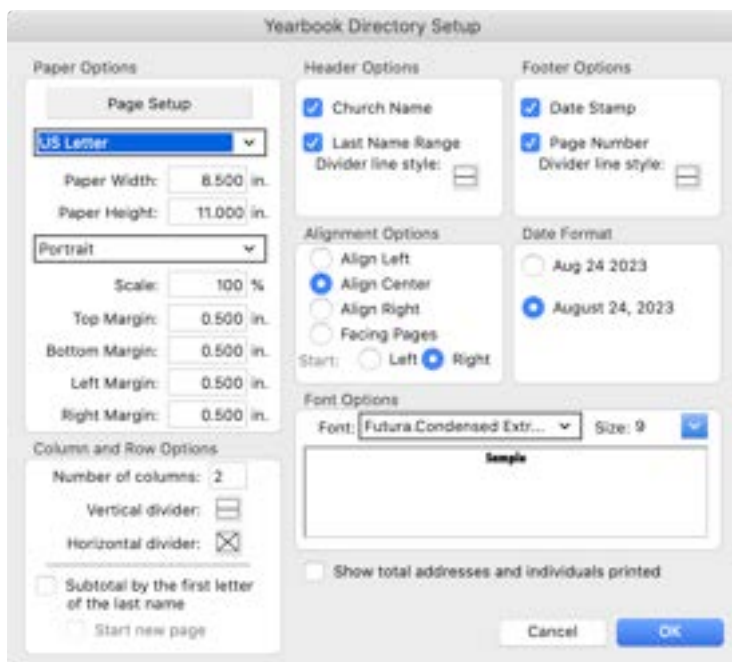 Yearbook Directory Setup
Paper Options
Page Setup
US Letter
Paper Width: 8.500 in.
Paper Height: 11.000 in.
Portrait
Scale: 100 %
Top Margin: 0.500 in.
Bottom Margin: 0.500 in.
Left Margin: 0.500 in.
Right Margin: 0.500 in.
Column and Row Options
Number of columns: 2
Vertical divider:
Horizontal divider:
Subtotal by the first letter
of the last name
Start new page
Header Options
Church Name
Last Name Range
Divider line style:
Footer Options
Date Stamp
Page Number
Divider line style:
Alignment Options
Align Left
Align Center
Align Right
Facing Pages
Start: Left Right
Date Format
Aug 24 2023
August 24, 2023
Font Options
Font: Futura Condensed Extr... Size: 9
Sample
Show total addresses and individuals printed
Cancel OK